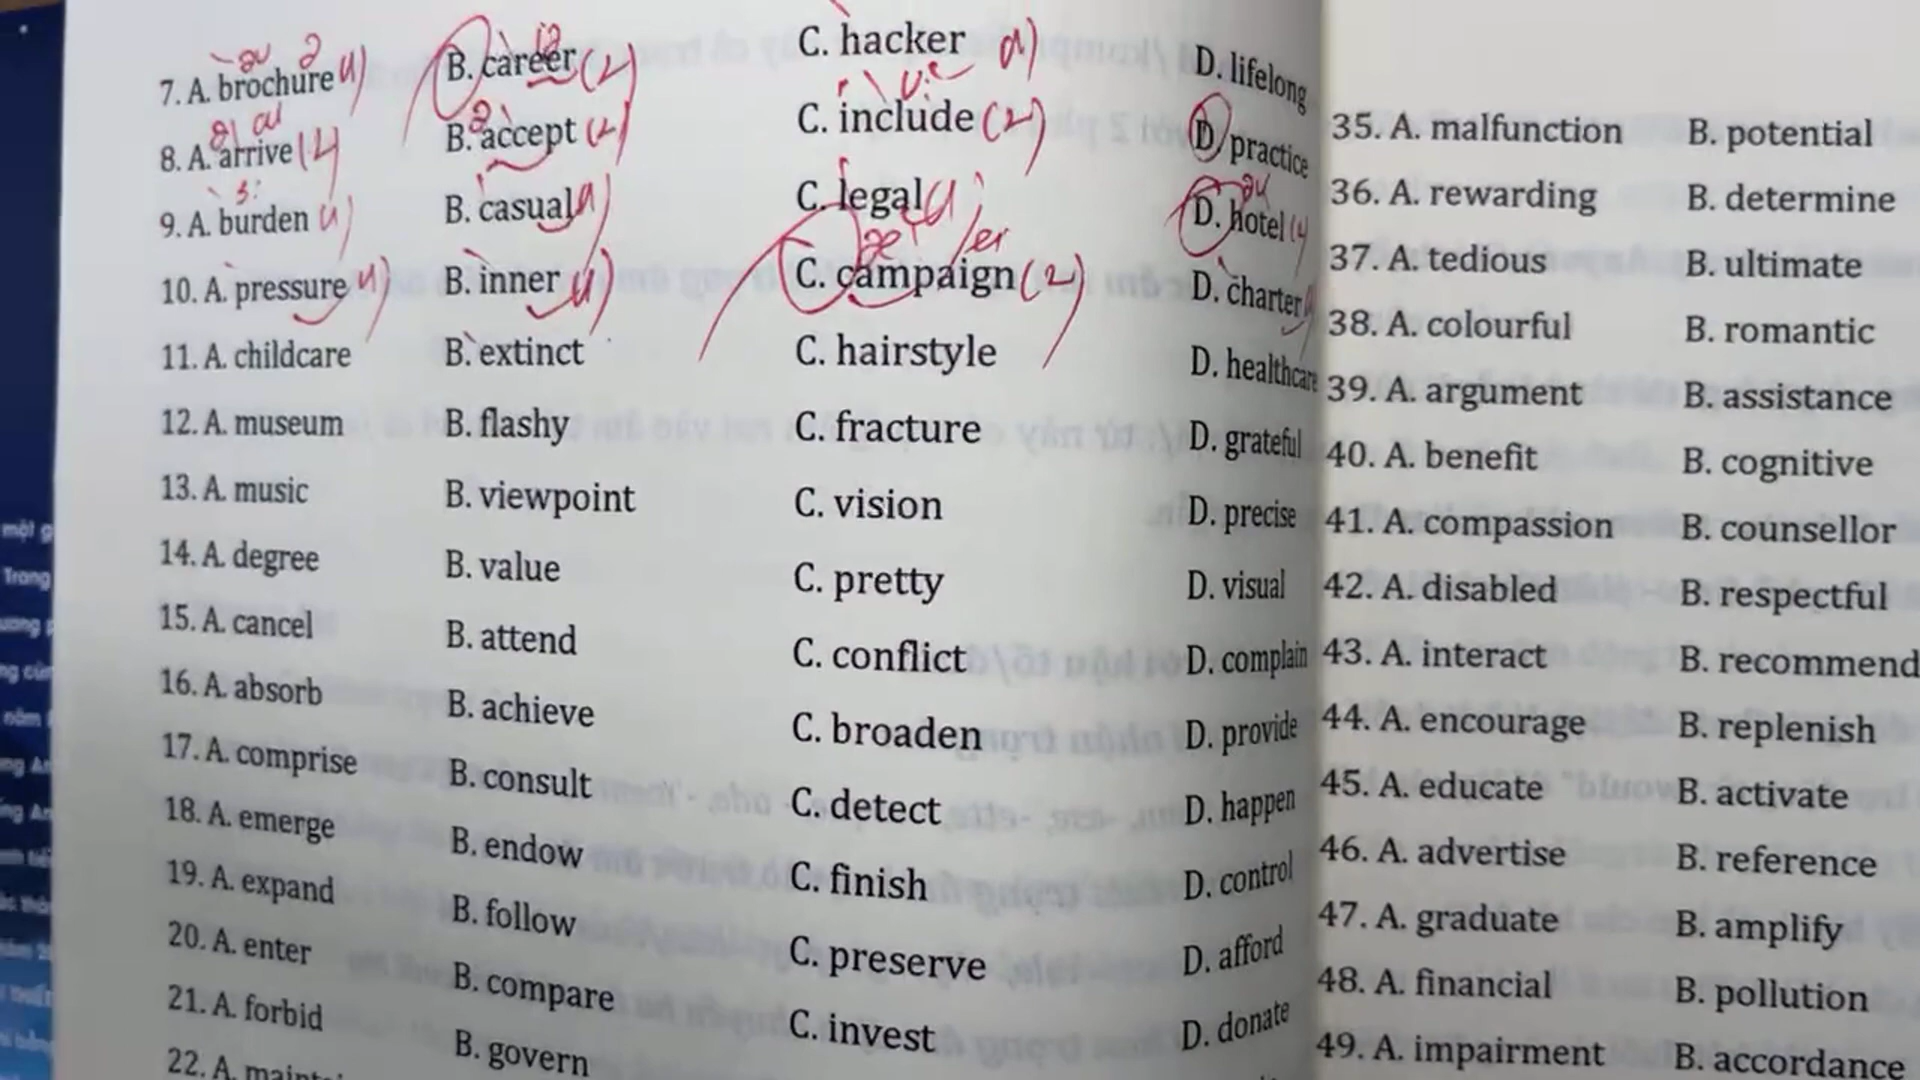 7. A. brochure B. career (2) C. hacker D. lifelong
8. A. arrive B. accept C. include (2) D. practice
9. A. burden B. casual C. legal D. hotel
10. A. pressure B. inner C. campaign (2) D. charter
11. A. childcare B. extinct C. hairstyle D. healthcare
12. A. museum B. flashy C. fracture D. grateful
13. A. music B. viewpoint C. vision D. precise
14. A. degree B. value C. pretty D. visual
15. A. cancel B. attend C. conflict D. complain
16. A. absorb B. achieve C. broaden D. provide
17. A. comprise B. consult C. detect D. happen
18. A. emerge B. endow C. finish D. control
19. A. expand B. follow C. preserve D. afford
20. A. enter B. compare C. invest D. donate
21. A. forbid B. govern
22. A.
35. A. malfunction B. potential
36. A. rewarding B. determine
37. A. tedious B. ultimate
38. A. colourful B. romantic
39. A. argument B. assistance
40. A. benefit B. cognitive
41. A. compassion B. counsellor
42. A. disabled B. respectful
43. A. interact B. recommend
44. A. encourage B. replenish
45. A. educate B. activate
46. A. advertise B. reference
47. A. graduate B. amplify
48. A. financial B. pollution
49. A. impairment B. accordance
một
Trang